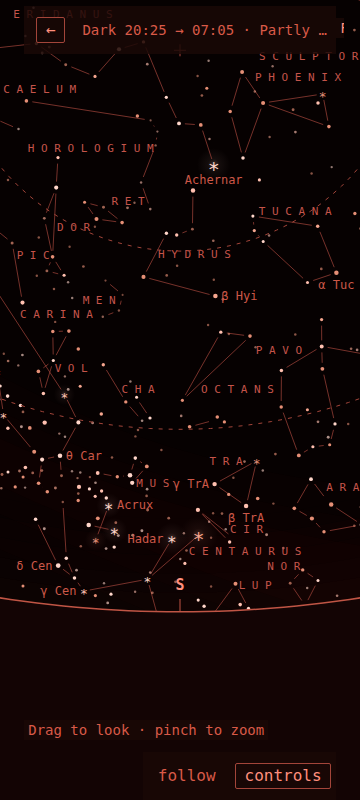 ERIDANUS
← Dark 20:25 → 07:05 · Partly …
SCULPTOR
PHOENIX
CAELUM
HOROLOGIUM
Achernar
RET
TUCANA
DOR
PIC
HYDRUS
α Tuc
MEN
β Hyi
CARINA
PAVO
VOL
CHA
OCTANS
θ Car
TRA
MUS
γ TrA
ARA
Acrux
β TrA
CIR
Hadar
CENTAURUS
δ Cen
NOR
γ Cen
S
LUP
Drag to look · pinch to zoom
follow
controls